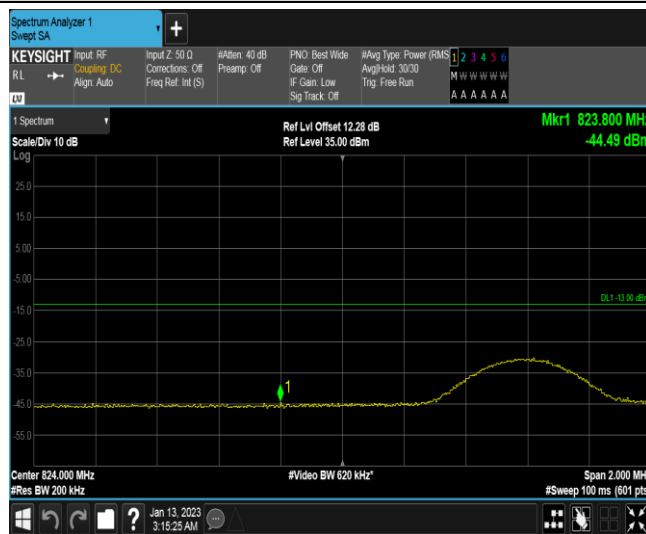 Spectrum Analyzer 1
Swept SA
+
KEYSIGHT Input: RF Input Z: 50 Ω #Atten: 40 dB PNO: Best Wide #Avg Type: Power (RMS 1 2 3 4 5 6
RL Coupling: DC Corrections: Off Preamp: Off Gate: Off Avg|Hold: 30/30 M W W W W W
Align: Auto Freq Ref: Int (S) IF Gain: Low Trig: Free Run
Sig Track: Off A A A A A A
LXI
1 Spectrum Ref Lvl Offset 12.28 dB Mkr1 823.800 MHz
Scale/Div 10 dB Ref Level 35.00 dBm -44.49 dBm
Log
25.0
15.0
5.00
-5.00
DL1 -13.00 dBm
-15.0
-25.0
-35.0
1
-45.0
-55.0
Center 824.000 MHz #Video BW 620 kHz* Span 2.000 MHz
#Res BW 200 kHz #Sweep 100 ms (601 pts
? Jan 13, 2023
3:15:25 AM